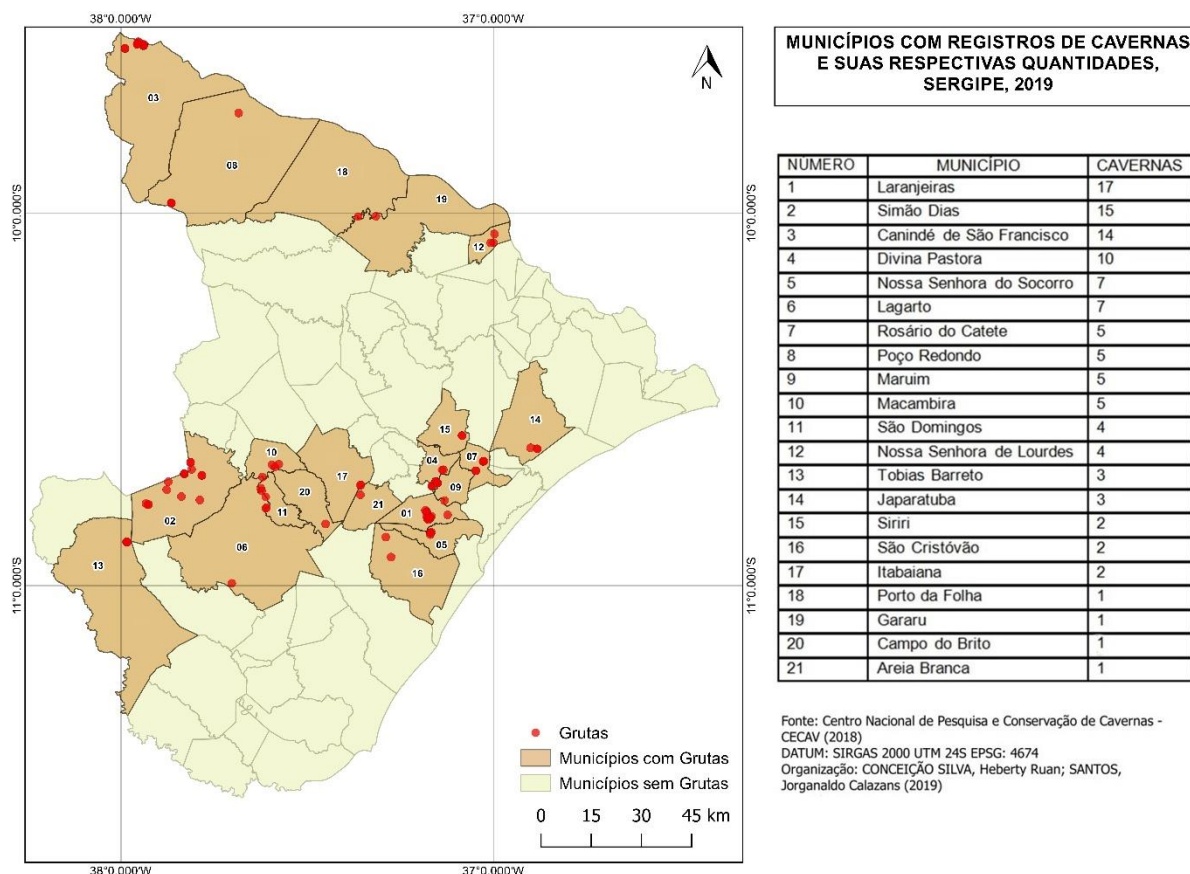 38°0.000'W 37°0.000'W
N
03
08
18
19
12
10°0.000'S 10°0.000'S
14
15
10
04
07
17
09
20
21
01
11
02
05
06
16
13
11°0.000'S 11°0.000'S
Grutas
Municípios com Grutas
Municípios sem Grutas
0 15 30 45 km
38°0.000'W 37°0.000'W
MUNICÍPIOS COM REGISTROS DE CAVERNAS
E SUAS RESPECTIVAS QUANTIDADES,
SERGIPE, 2019
NÚMERO MUNICÍPIO CAVERNAS
1 Laranjeiras 17
2 Simão Dias 15
3 Canindé de São Francisco 14
4 Divina Pastora 10
5 Nossa Senhora do Socorro 7
6 Lagarto 7
7 Rosário do Catete 5
8 Poço Redondo 5
9 Maruim 5
10 Macambira 5
11 São Domingos 4
12 Nossa Senhora de Lourdes 4
13 Tobias Barreto 3
14 Japaratuba 3
15 Siriri 2
16 São Cristóvão 2
17 Itabaiana 2
18 Porto da Folha 1
19 Gararu 1
20 Campo do Brito 1
21 Areia Branca 1
Fonte: Centro Nacional de Pesquisa e Conservação de Cavernas -
CECAV (2018)
DATUM: SIRGAS 2000 UTM 24S EPSG: 4674
Organização: CONCEIÇÃO SILVA, Heberty Ruan; SANTOS,
Jorganaldo Calazans (2019)